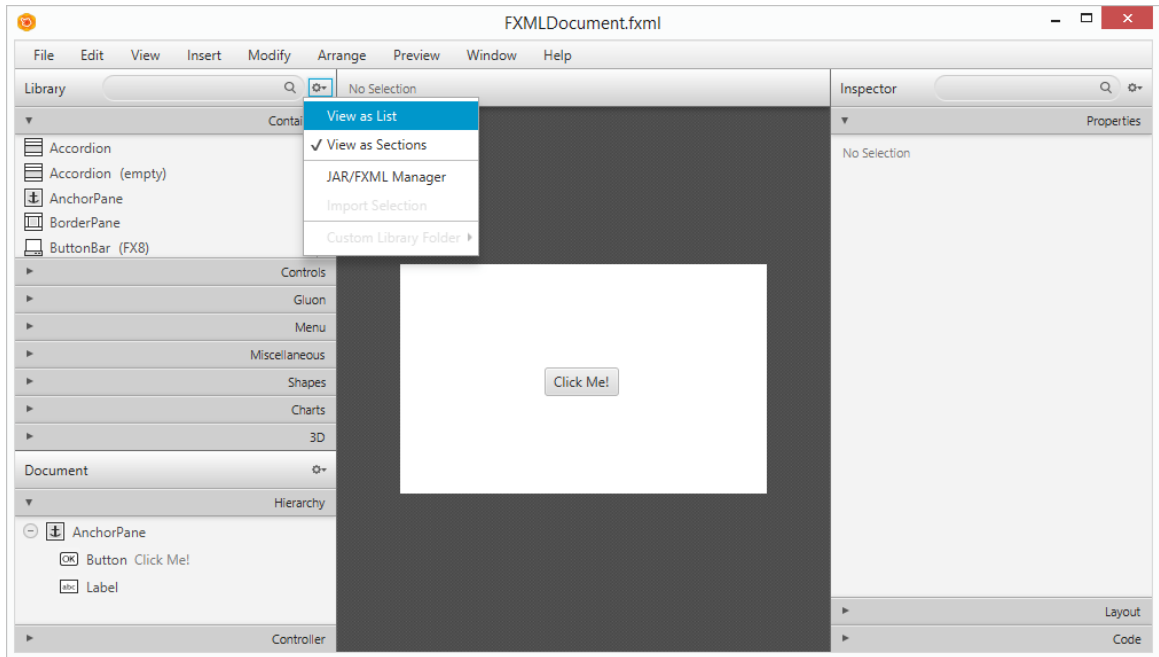 FXMLDocument.fxml
File Edit View Insert Modify Arrange Preview Window Help
Library
No Selection
Inspector
View as List
View as Sections
JAR/FXML Manager
Import Selection
Custom Library Folder
Accordion
Accordion (empty)
AnchorPane
BorderPane
ButtonBar (FX8)
Controls
Gluon
Menu
Miscellaneous
Shapes
Charts
3D
Document
Hierarchy
AnchorPane
OK Button Click Me!
abc Label
Controller
Click Me!
Properties
No Selection
Layout
Code